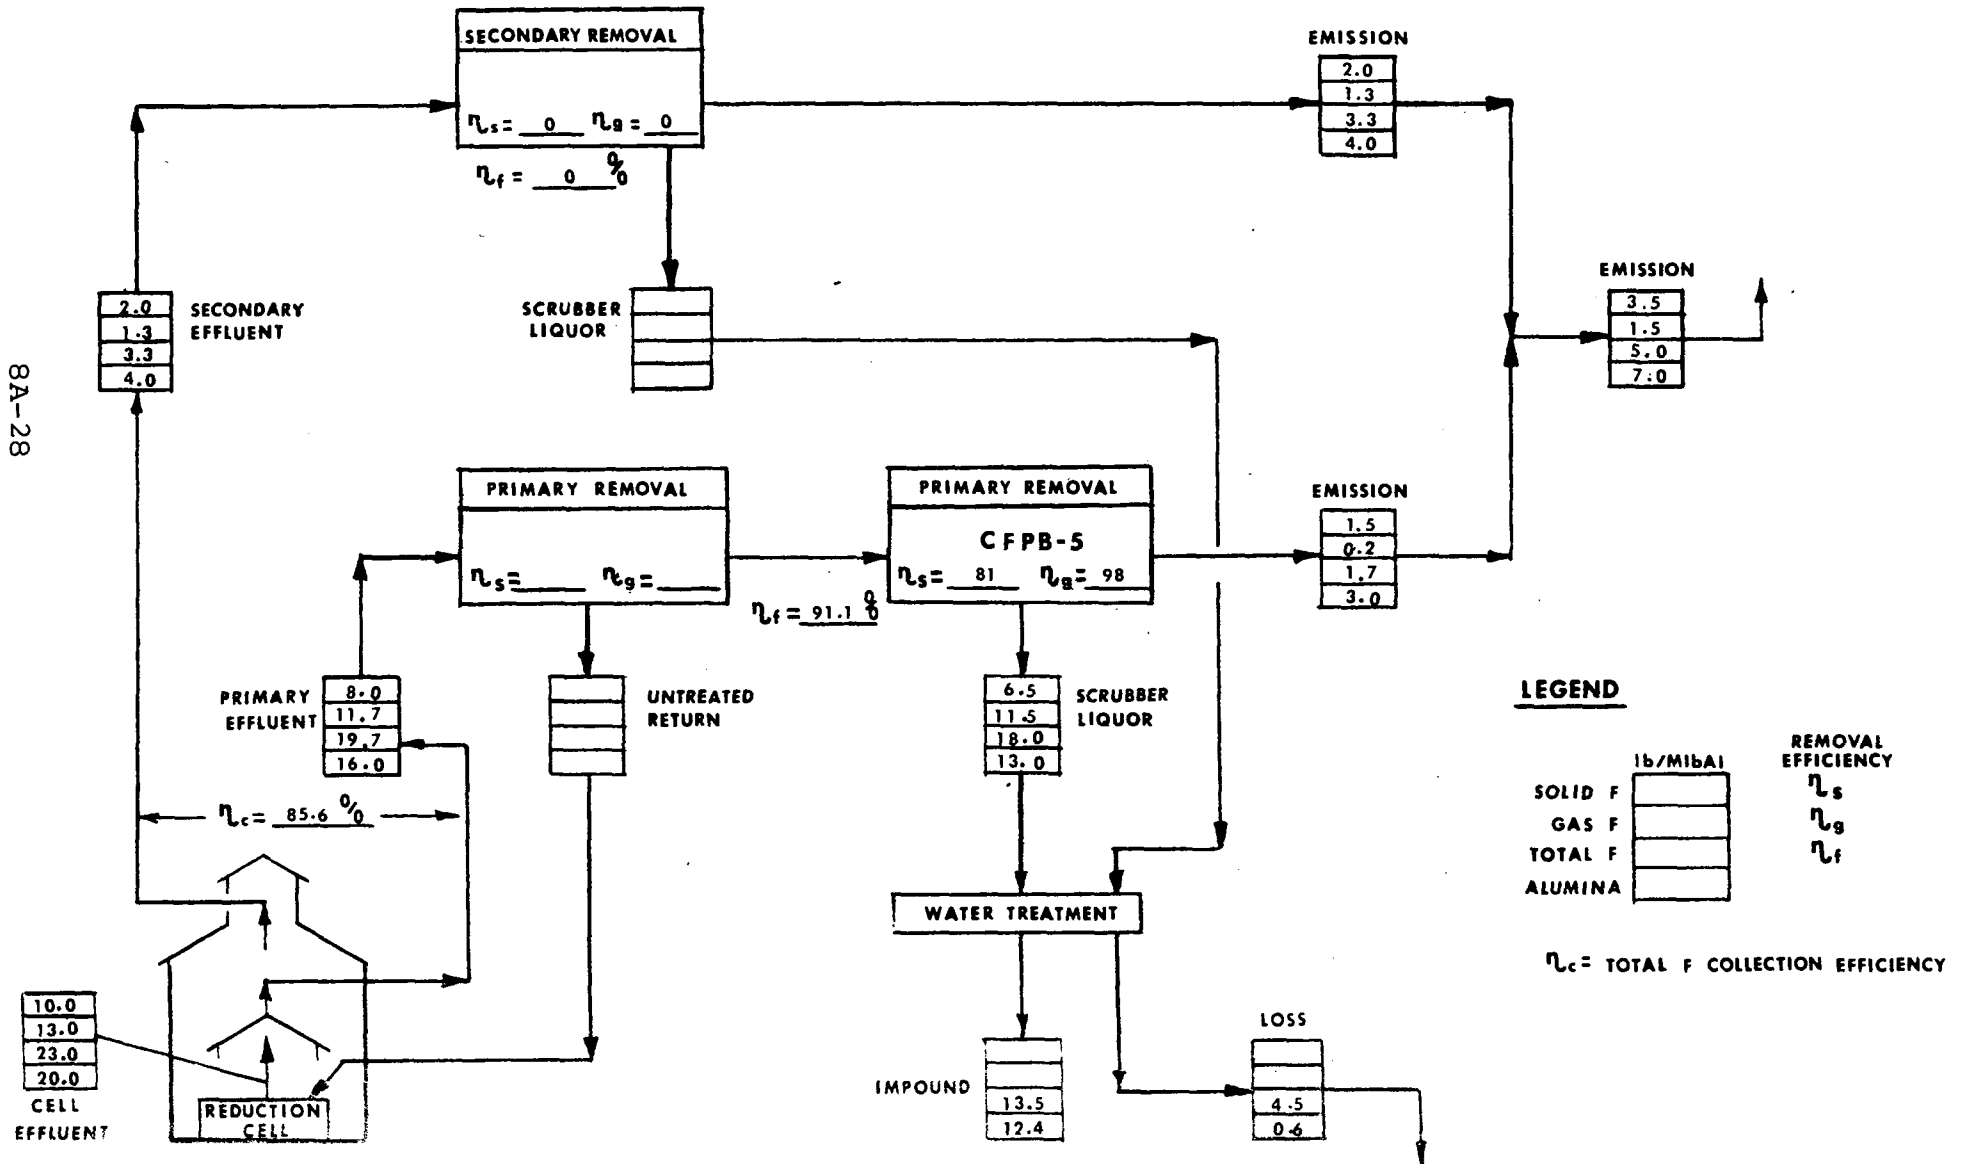 SECONDARY REMOVAL
ηs = 0 ηg = 0
ηf = 0 %
EMISSION
2.0
1.3
3.3
4.0
2.0
1.3
3.3
4.0
SECONDARY
EFFLUENT
SCRUBBER
LIQUOR
EMISSION
3.5
1.5
5.0
7.0
8A-28
PRIMARY REMOVAL
ηs = ηg =
ηf = 91.1 %
PRIMARY REMOVAL
CFPB-5
ηs = 81 ηg = 98
EMISSION
1.5
0.2
1.7
3.0
PRIMARY
EFFLUENT
8.0
11.7
19.7
16.0
UNTREATED
RETURN
6.5
11.5
18.0
13.0
SCRUBBER
LIQUOR
ηc = 85.6 %
LEGEND
lb/MlbAl
REMOVAL
EFFICIENCY
SOLID F ηs
GAS F ηg
TOTAL F ηf
ALUMINA
ηc = TOTAL F COLLECTION EFFICIENCY
WATER TREATMENT
10.0
13.0
23.0
20.0
CELL
EFFLUENT
REDUCTION
CELL
IMPOUND
13.5
12.4
LOSS
4.5
0.6